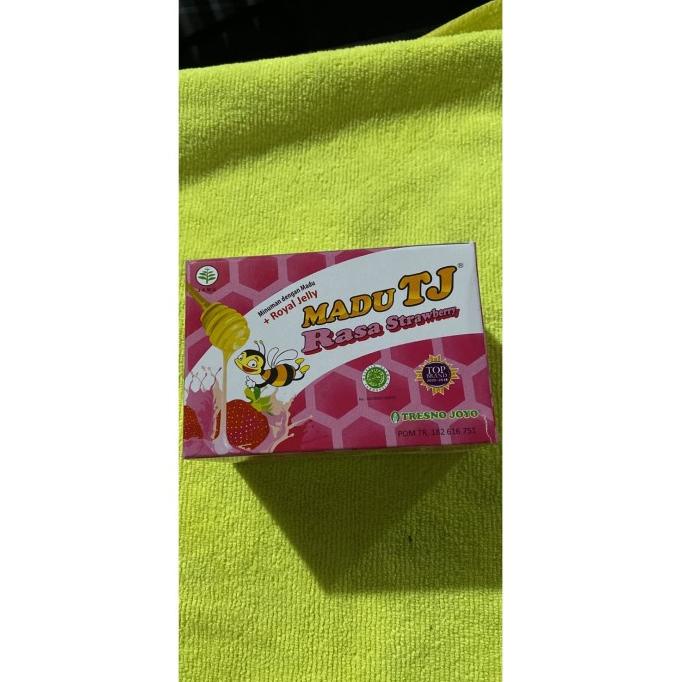 Minuman dengan Madu
+ Royal Jelly
MADU TJ®
Rasa Strawberry
TOP
BRAND
TRESNO JOYO
POM TR. 182 616 751